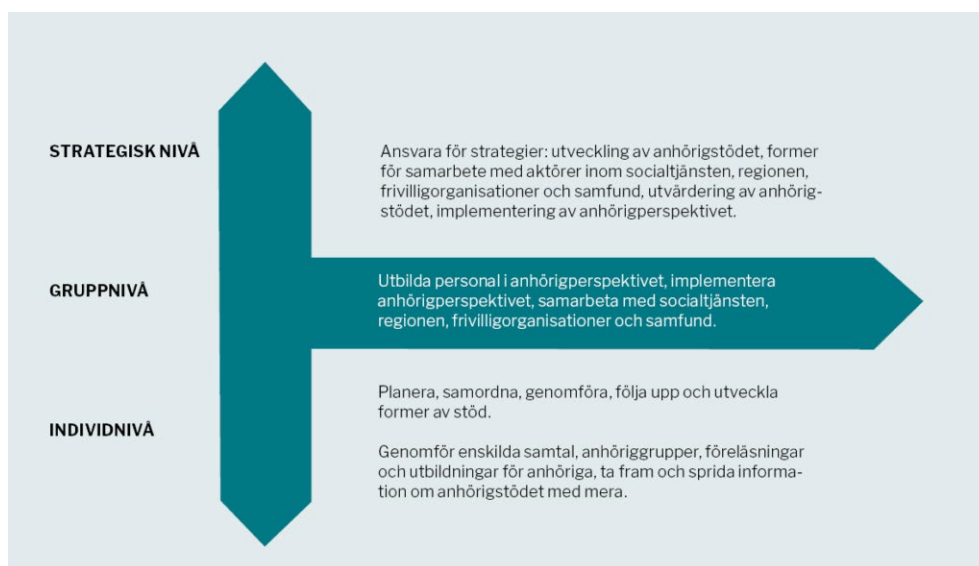 STRATEGISK NIVÅ
Ansvara för strategier: utveckling av anhörigstödet, former
för samarbete med aktörer inom socialtjänsten, regionen,
frivilligorganisationer och samfund, utvärdering av anhörig-
stödet, implementering av anhörigperspektivet.
GRUPPNIVÅ
Utbilda personal i anhörigperspektivet, implementera
anhörigperspektivet, samarbeta med socialtjänsten,
regionen, frivilligorganisationer och samfund.
INDIVIDNIVÅ
Planera, samordna, genomföra, följa upp och utveckla
former av stöd.
Genomför enskilda samtal, anhöriggrupper, föreläsningar
och utbildningar för anhöriga, ta fram och sprida informa-
tion om anhörigstödet med mera.